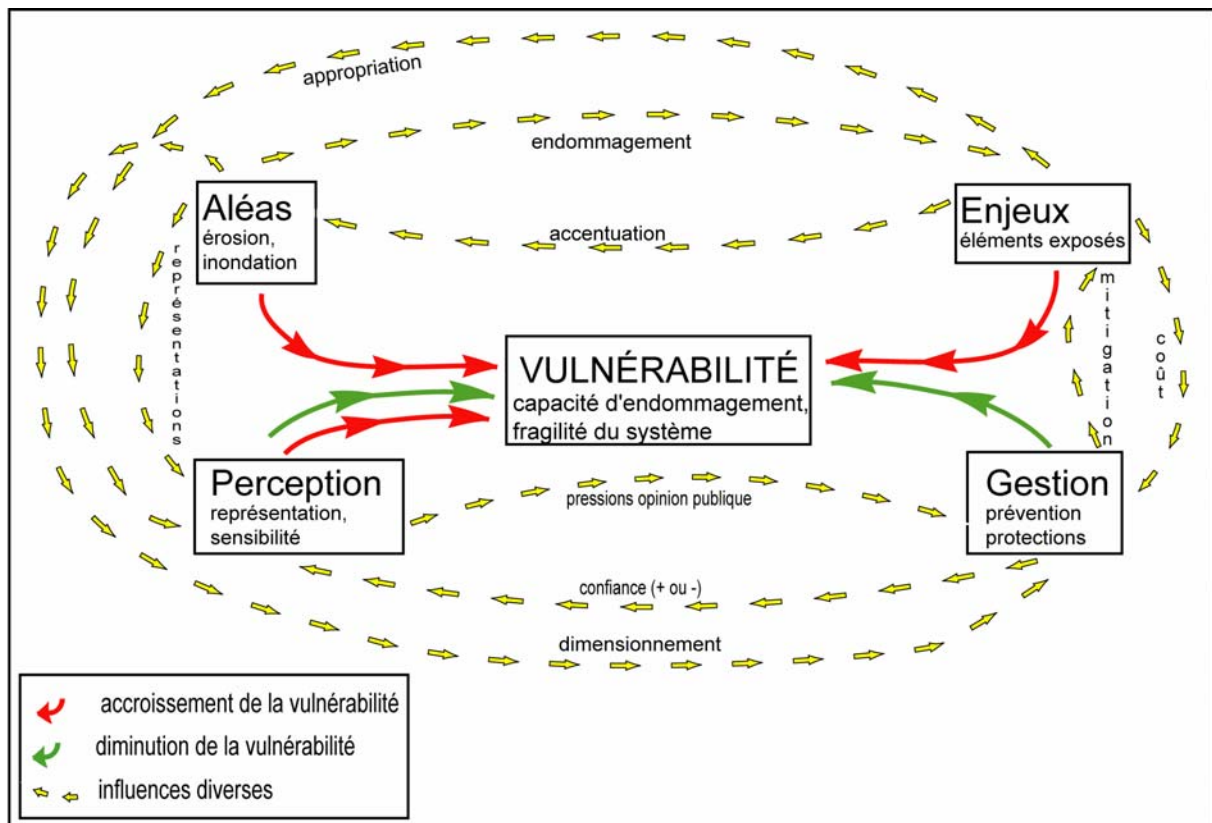 appropriation
endommagement
Aléas
érosion,
inondation
accentuation
Enjeux
éléments exposés
représentations
mitigation
coût
VULNÉRABILITÉ
capacité d'endommagement,
fragilité du système
Perception
représentation,
sensibilité
pressions opinion publique
Gestion
prévention
protections
confiance (+ ou -)
dimensionnement
accroissement de la vulnérabilité
diminution de la vulnérabilité
influences diverses